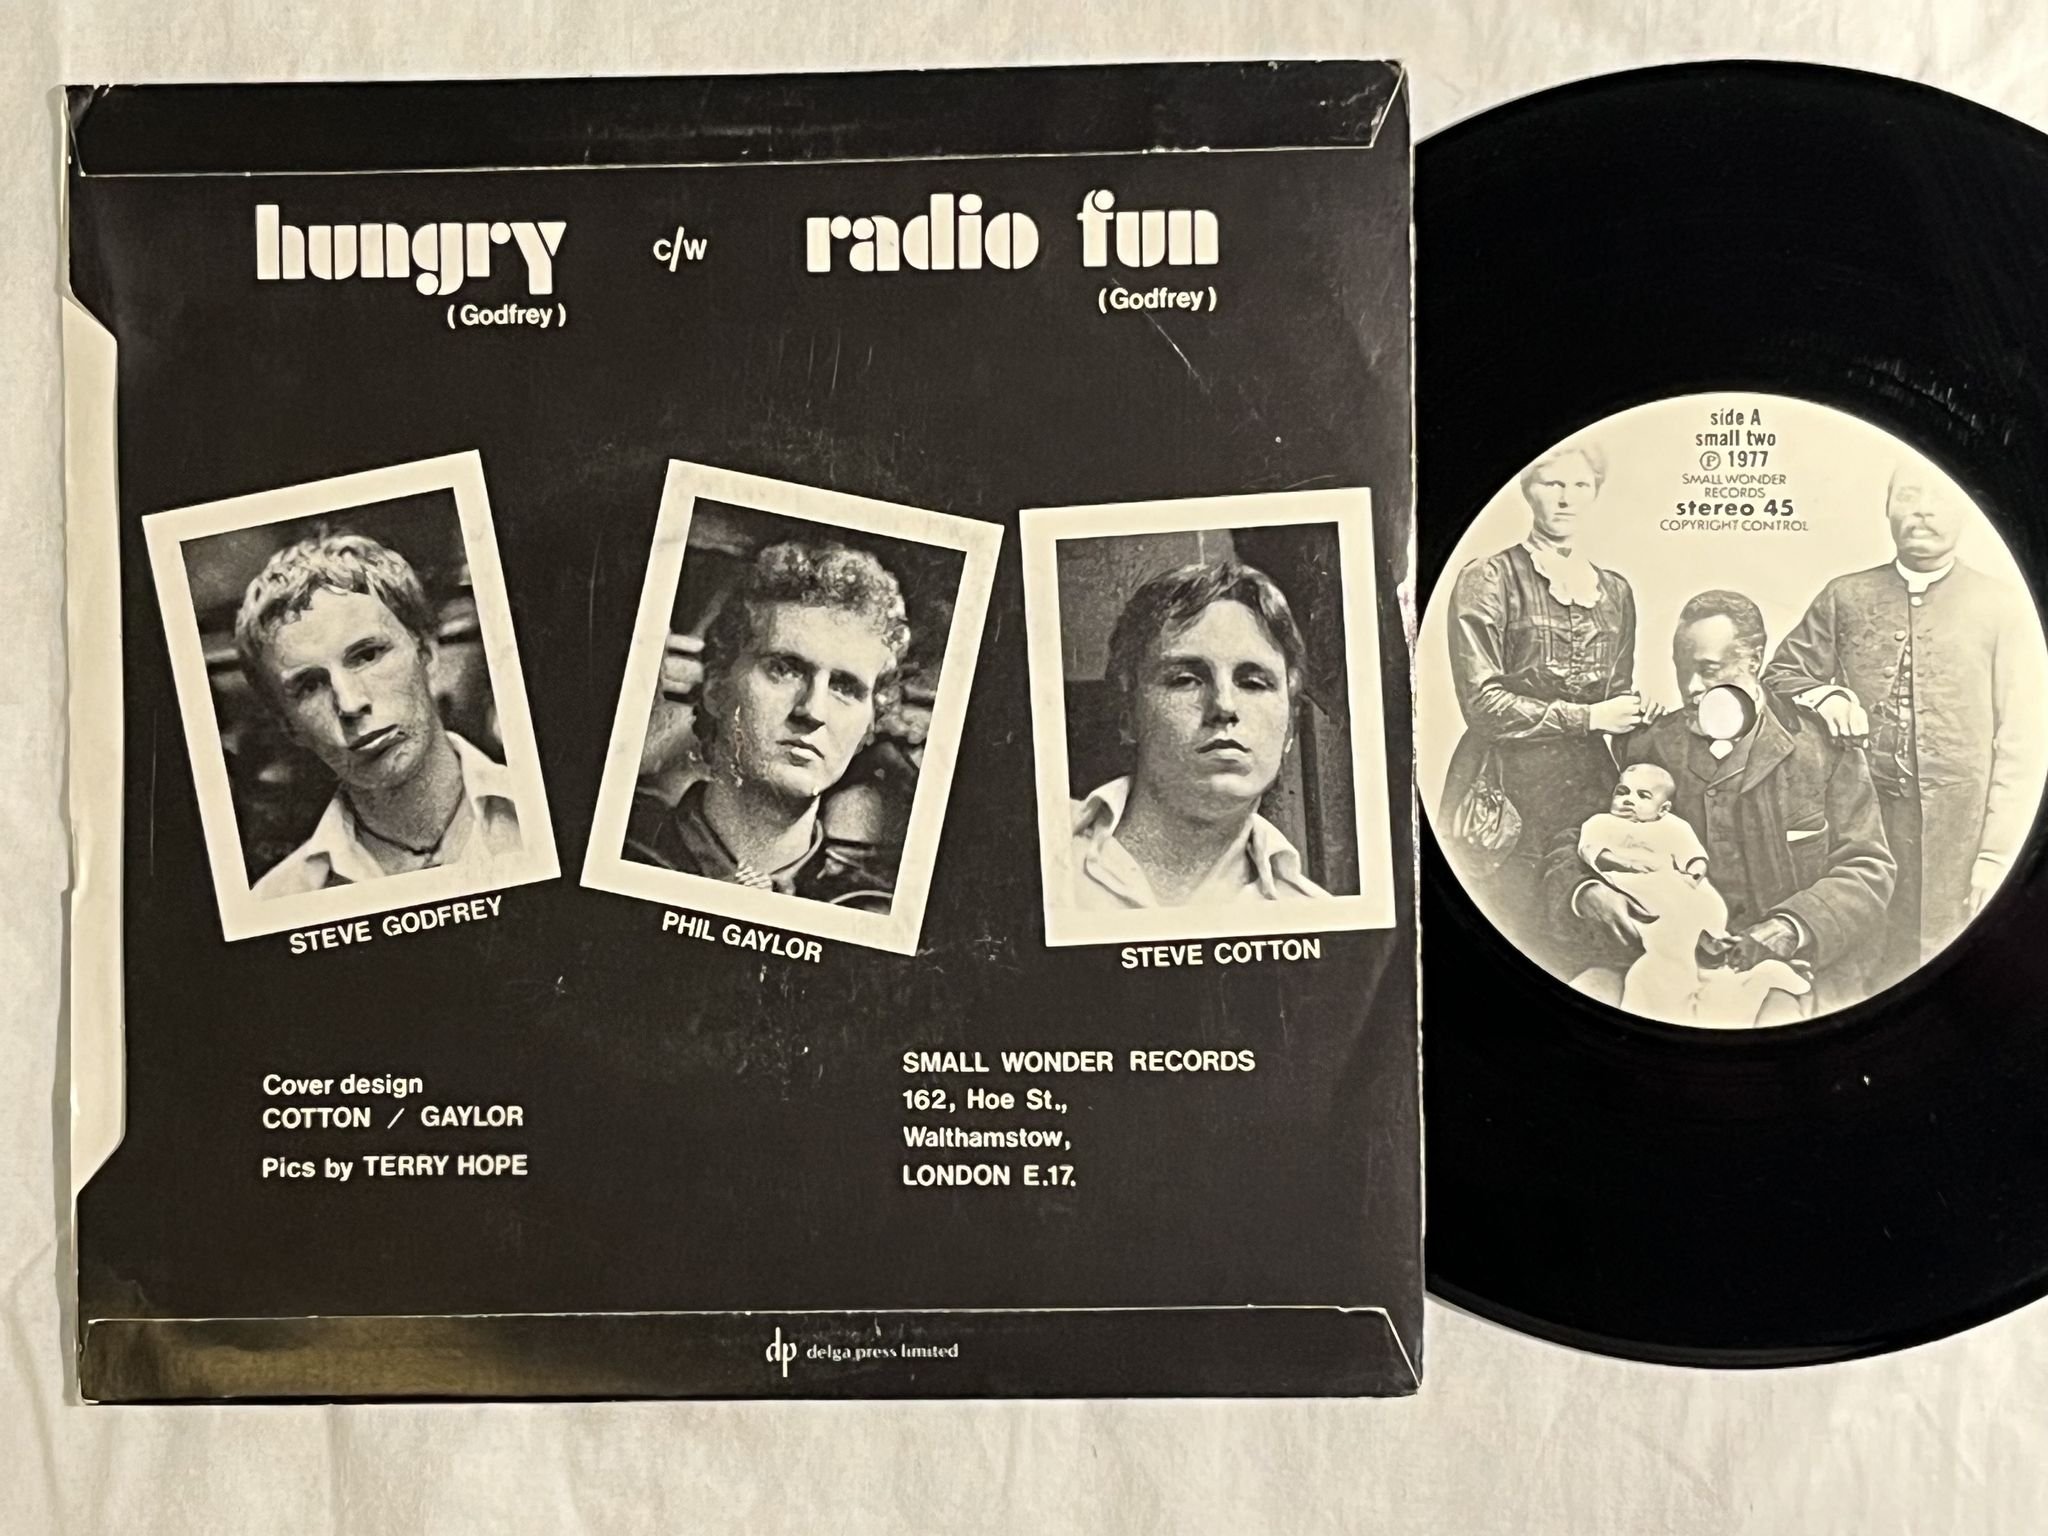 hungry c/w radio fun
(Godfrey) (Godfrey)
STEVE GODFREY
PHIL GAYLOR
STEVE COTTON
Cover design
COTTON / GAYLOR
Pics by TERRY HOPE
SMALL WONDER RECORDS
162, Hoe St.,
Walthamstow,
LONDON E.17.
dp delga press limited
side A
small two
℗ 1977
SMALL WONDER
RECORDS
stereo 45
COPYRIGHT CONTROL